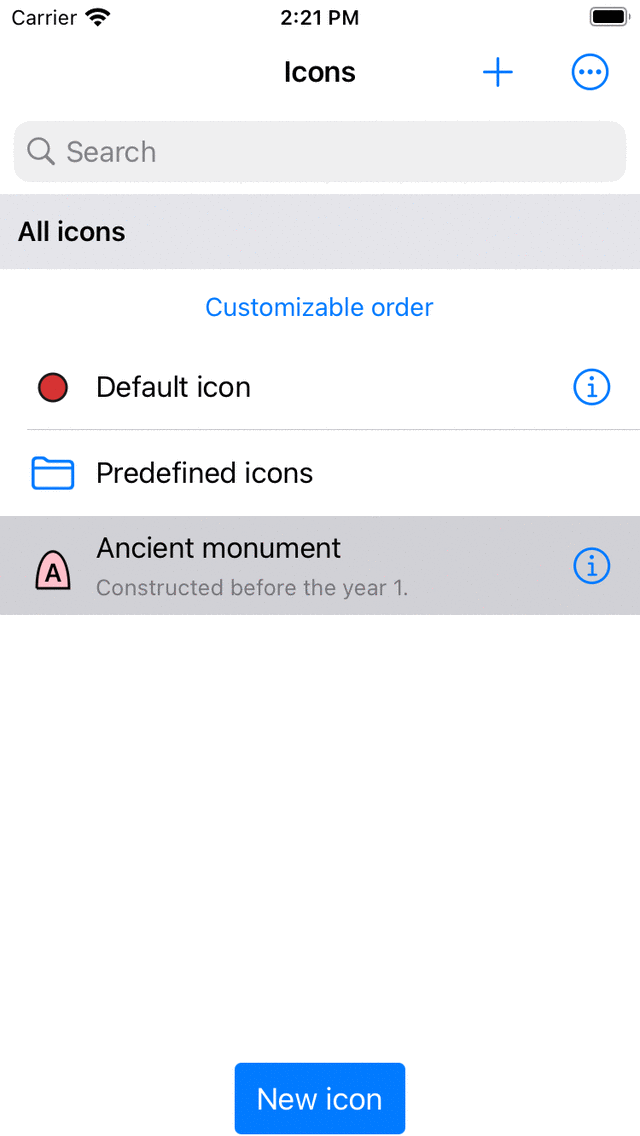 Carrier 2:21 PM
Icons
Search
All icons
Customizable order
Default icon
Predefined icons
A Ancient monument
Constructed before the year 1.
New icon